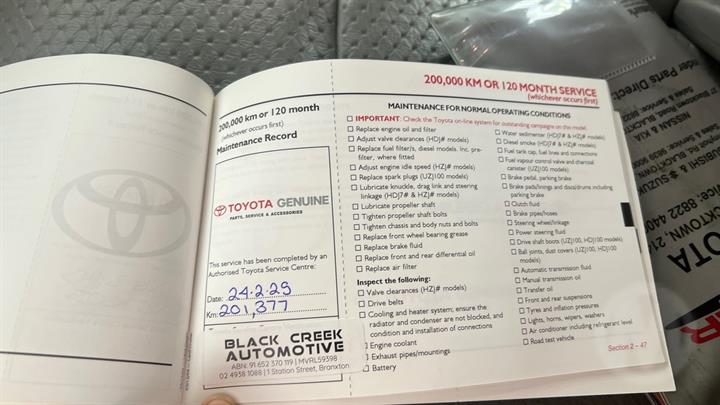 200,000 km or 120 month
(whichever occurs first)
Maintenance Record
TOYOTA GENUINE
PARTS, SERVICE & ACCESSORIES
This service has been completed by an
Authorised Toyota Service Centre:
Date: 24.2.25
Km: 201,377
BLACK CREEK
AUTOMOTIVE
ABN: 91 652 370 119 | MVRL59398
02 4938 1088 | 1 Station Street, Branxton
200,000 KM OR 120 MONTH SERVICE
(whichever occurs first)
MAINTENANCE FOR NORMAL OPERATING CONDITIONS
IMPORTANT: Check the Toyota on-line system for outstanding campaigns on this model.
Replace engine oil and filter
Adjust valve clearances (HDJ# models)
Replace fuel filter/s, diesel models. Inc. pre-
filter, where fitted
Adjust engine idle speed (HZJ# models)
Replace spark plugs (UZJ100 models)
Lubricate knuckle, drag link and steering
linkage (HDJ7# & HZJ# models)
Lubricate propeller shaft
Tighten propeller shaft bolts
Tighten chassis and body nuts and bolts
Replace front wheel bearing grease
Replace brake fluid
Replace front and rear differential oil
Replace air filter
Inspect the following:
Valve clearances (HZJ# models)
Drive belts
Cooling and heater system; ensure the
radiator and condenser are not blocked, and
condition and installation of connections
Engine coolant
Exhaust pipes/mountings
Battery
Water sedimenter (HDJ7# & HZJ# models)
Diesel smoke (HDJ7# & HZJ# models)
Fuel tank cap, fuel lines and connections
Fuel vapour control valve and charcoal
canister (UZJ100 models)
Brake pedal, parking brake
Brake pads/linings and discs/drums including
parking brake
Clutch fluid
Brake pipes/hoses
Steering wheel/linkage
Power steering fluid
Drive shaft boots (UZJ100, HDJ100 models)
Ball joints, dust covers (UZJ100, HDJ100
models)
Automatic transmission fluid
Manual transmission oil
Transfer oil
Front and rear suspensions
Tyres and inflation pressures
Lights, horns, wipers, washers
Air conditioner including refrigerant level
Road test vehicle
Section 2 – 47